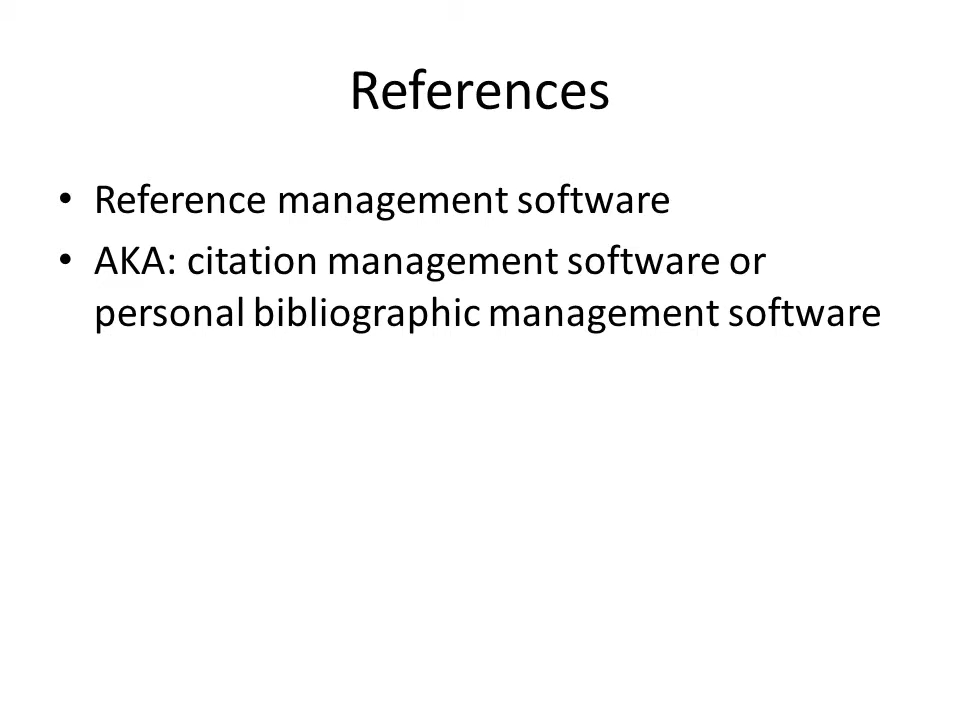 References
• Reference management software
• AKA: citation management software or
personal bibliographic management software